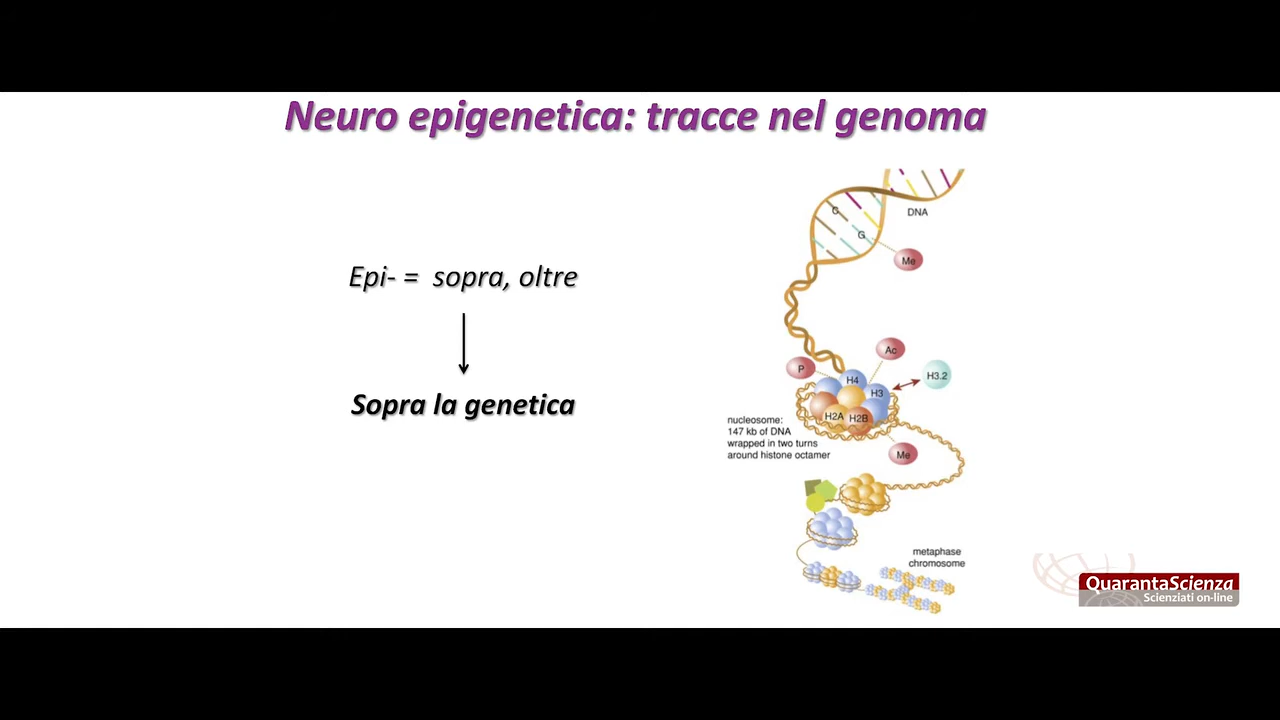 Neuro epigenetica: tracce nel genoma
Epi- = sopra, oltre
Sopra la genetica
C
DNA
G
Me
Ac
P
H4
H3.2
H3
H2A
H2B
nucleosome:
147 kb of DNA
wrapped in two turns
around histone octamer
Me
metaphase
chromosome
QuarantaScienza
Scienziati on-line